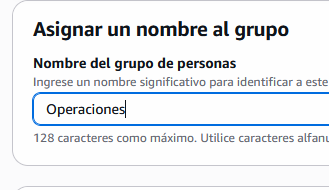 Asignar un nombre al grupo
Nombre del grupo de personas
Ingrese un nombre significativo para identificar a este
Operaciones
128 caracteres como máximo. Utilice caracteres